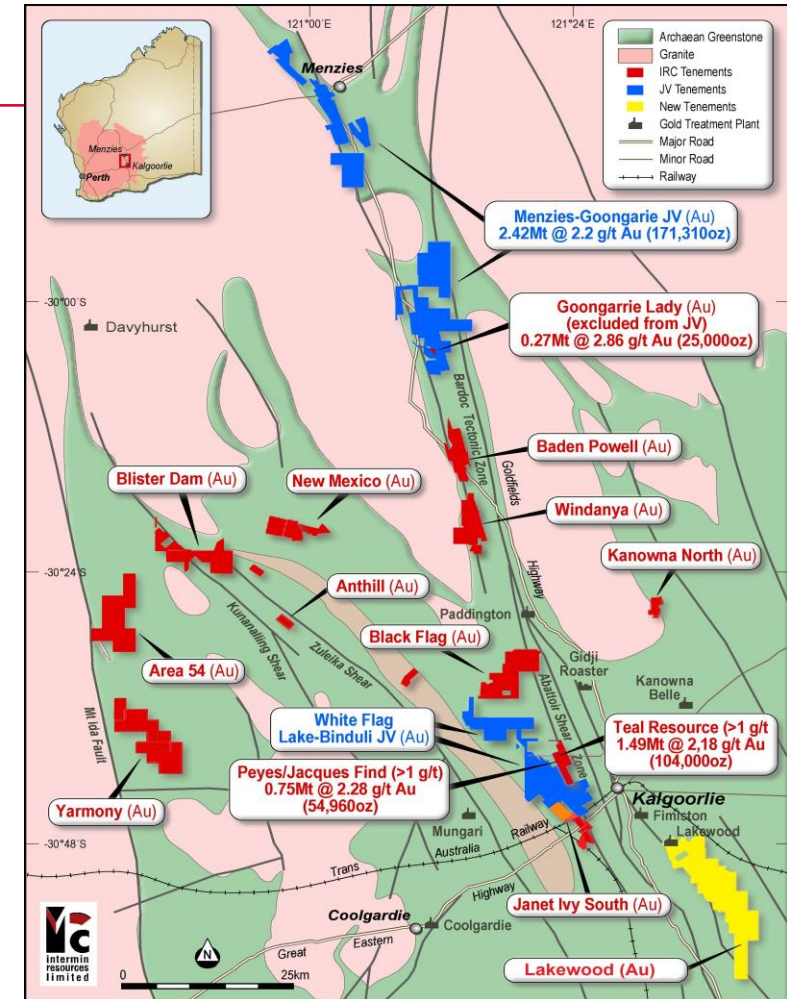 121°00'E
121°24'E
Menzies
Menzies
Kalgoorlie
Perth
Archaean Greenstone
Granite
IRC Tenements
JV Tenements
New Tenements
Gold Treatment Plant
Major Road
Minor Road
Railway
Menzies-Goongarie JV (Au)
2.42Mt @ 2.2 g/t Au (171,310oz)
-30°00'S
Davyhurst
Goongarrie Lady (Au)
(excluded from JV)
0.27Mt @ 2.86 g/t Au (25,000oz)
Bardoc Tectonic Zone
Goldfields
Highway
Baden Powell (Au)
Blister Dam (Au)
New Mexico (Au)
Windanya (Au)
Kanowna North (Au)
-30°24'S
Anthill (Au)
Paddington
Kunanalling Shear
Zuleika Shear
Black Flag (Au)
Gidji
Roaster
Area 54 (Au)
Abattoir Shear
Zone
Kanowna
Belle
Mt Ida Fault
White Flag
Lake-Binduli JV (Au)
Teal Resource (>1 g/t
1.49Mt @ 2,18 g/t Au
(104,000oz)
Peyes/Jacques Find (>1 g/t)
0.75Mt @ 2.28 g/t Au
(54,960oz)
Yarmony (Au)
Kalgoorlie
Mungari
Fimiston
Lakewood
-30°48'S
Trans
Australia
Railway
Janet Ivy South (Au)
Coolgardie
Coolgardie
Great
Eastern
Highway
Lakewood (Au)
intermin
resources
limited
N
0
25km